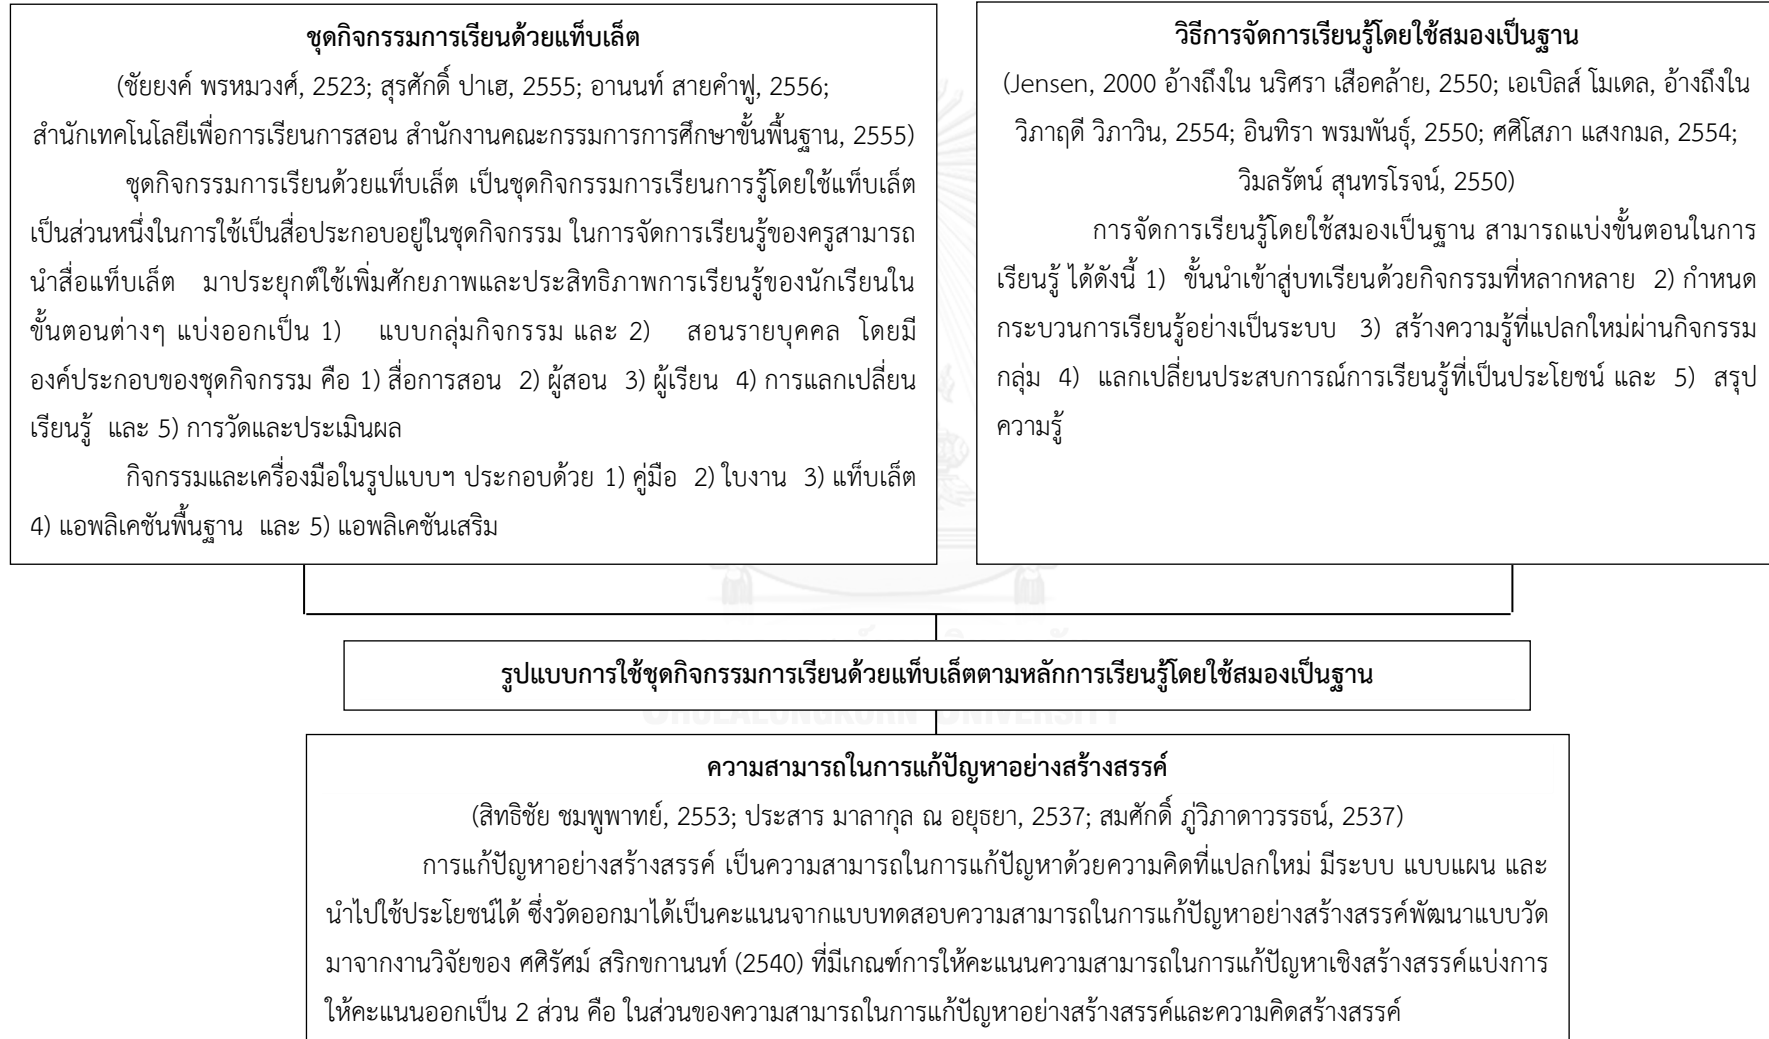 ชุดกิจกรรมการเรียนด้วยแท็บเล็ต
(ชัยยงค์ พรหมวงศ์, 2523; สุรศักดิ์ ปาเฮ, 2555; อานนท์ สายคำฟู, 2556;
สำนักเทคโนโลยีเพื่อการเรียนการสอน สำนักงานคณะกรรมการการศึกษาขั้นพื้นฐาน, 2555)
ชุดกิจกรรมการเรียนด้วยแท็บเล็ต เป็นชุดกิจกรรมการเรียนการรู้โดยใช้แท็บเล็ต
เป็นส่วนหนึ่งในการใช้เป็นสื่อประกอบอยู่ในชุดกิจกรรม ในการจัดการเรียนรู้ของครูสามารถ
นำสื่อแท็บเล็ต มาประยุกต์ใช้เพิ่มศักยภาพและประสิทธิภาพการเรียนรู้ของนักเรียนใน
ขั้นตอนต่างๆ แบ่งออกเป็น 1) แบบกลุ่มกิจกรรม และ 2) สอนรายบุคคล โดยมี
องค์ประกอบของชุดกิจกรรม คือ 1) สื่อการสอน 2) ผู้สอน 3) ผู้เรียน 4) การแลกเปลี่ยน
เรียนรู้ และ 5) การวัดและประเมินผล
กิจกรรมและเครื่องมือในรูปแบบฯ ประกอบด้วย 1) คู่มือ 2) ใบงาน 3) แท็บเล็ต
4) แอพลิเคชันพื้นฐาน และ 5) แอพลิเคชันเสริม
วิธีการจัดการเรียนรู้โดยใช้สมองเป็นฐาน
(Jensen, 2000 อ้างถึงใน นริศรา เสือคล้าย, 2550; เอเบิลส์ โมเดล, อ้างถึงใน
วิภาฤดี วิภาวิน, 2554; อินทิรา พรมพันธุ์, 2550; ศศิโสภา แสงกมล, 2554;
วิมลรัตน์ สุนทรโรจน์, 2550)
การจัดการเรียนรู้โดยใช้สมองเป็นฐาน สามารถแบ่งขั้นตอนในการ
เรียนรู้ ได้ดังนี้ 1) ขั้นนำเข้าสู่บทเรียนด้วยกิจกรรมที่หลากหลาย 2) กำหนด
กระบวนการเรียนรู้อย่างเป็นระบบ 3) สร้างความรู้ที่แปลกใหม่ผ่านกิจกรรม
กลุ่ม 4) แลกเปลี่ยนประสบการณ์การเรียนรู้ที่เป็นประโยชน์ และ 5) สรุป
ความรู้
รูปแบบการใช้ชุดกิจกรรมการเรียนด้วยแท็บเล็ตตามหลักการเรียนรู้โดยใช้สมองเป็นฐาน
CHULALONGKORN UNIVERSITY
ความสามารถในการแก้ปัญหาอย่างสร้างสรรค์
(สิทธิชัย ชมพูพาทย์, 2553; ประสาร มาลากุล ณ อยุธยา, 2537; สมศักดิ์ ภู่วิภาดาวรรธน์, 2537)
การแก้ปัญหาอย่างสร้างสรรค์ เป็นความสามารถในการแก้ปัญหาด้วยความคิดที่แปลกใหม่ มีระบบ แบบแผน และ
นำไปใช้ประโยชน์ได้ ซึ่งวัดออกมาได้เป็นคะแนนจากแบบทดสอบความสามารถในการแก้ปัญหาอย่างสร้างสรรค์พัฒนาแบบวัด
มาจากงานวิจัยของ ศศิรัศม์ สริกขกานนท์ (2540) ที่มีเกณฑ์การให้คะแนนความสามารถในการแก้ปัญหาเชิงสร้างสรรค์แบ่งการ
ให้คะแนนออกเป็น 2 ส่วน คือ ในส่วนของความสามารถในการแก้ปัญหาอย่างสร้างสรรค์และความคิดสร้างสรรค์